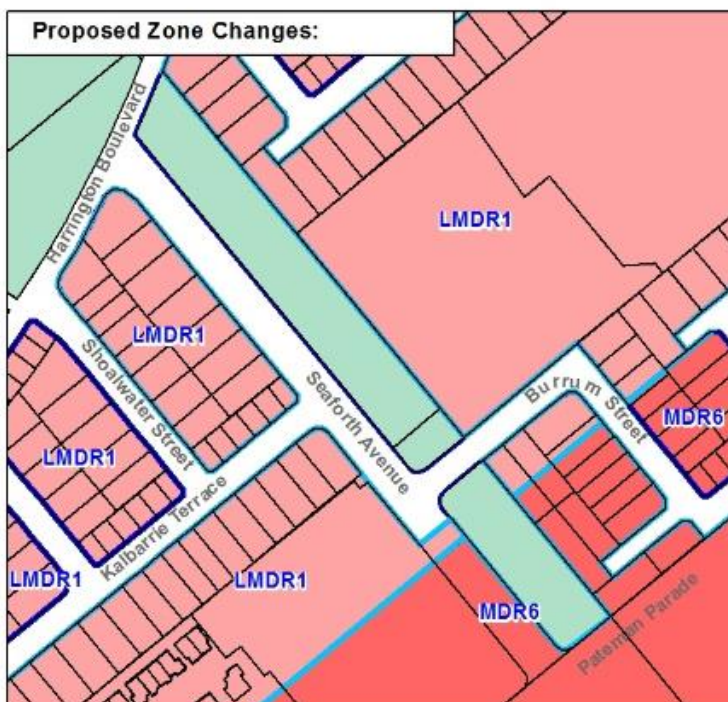 Proposed Zone Changes:
Harrington Boulevard
LMDR1
LMDR1
Shoalwater Street
Seaforth Avenue
Burrum Street
MDR6
LMDR1
Kalbarrie Terrace
LMDR1
LMDR1
MDR6
Pateman Parade